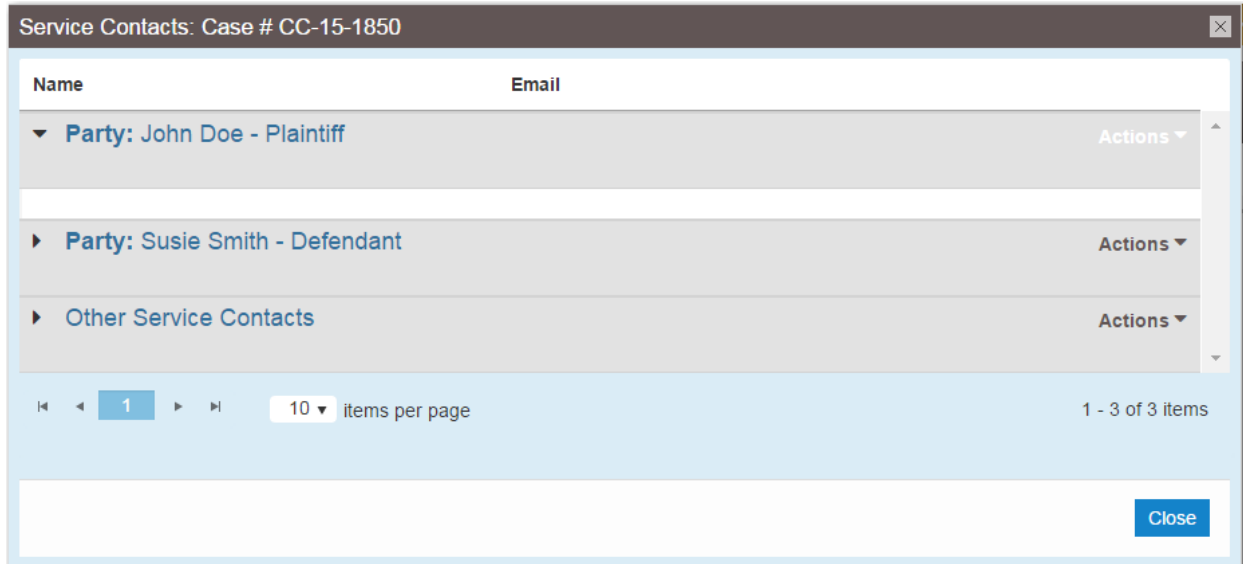 Service Contacts: Case # CC-15-1850
Name Email
Party: John Doe - Plaintiff Actions
Party: Susie Smith - Defendant Actions
Other Service Contacts Actions
1 10 items per page 1 - 3 of 3 items
Close